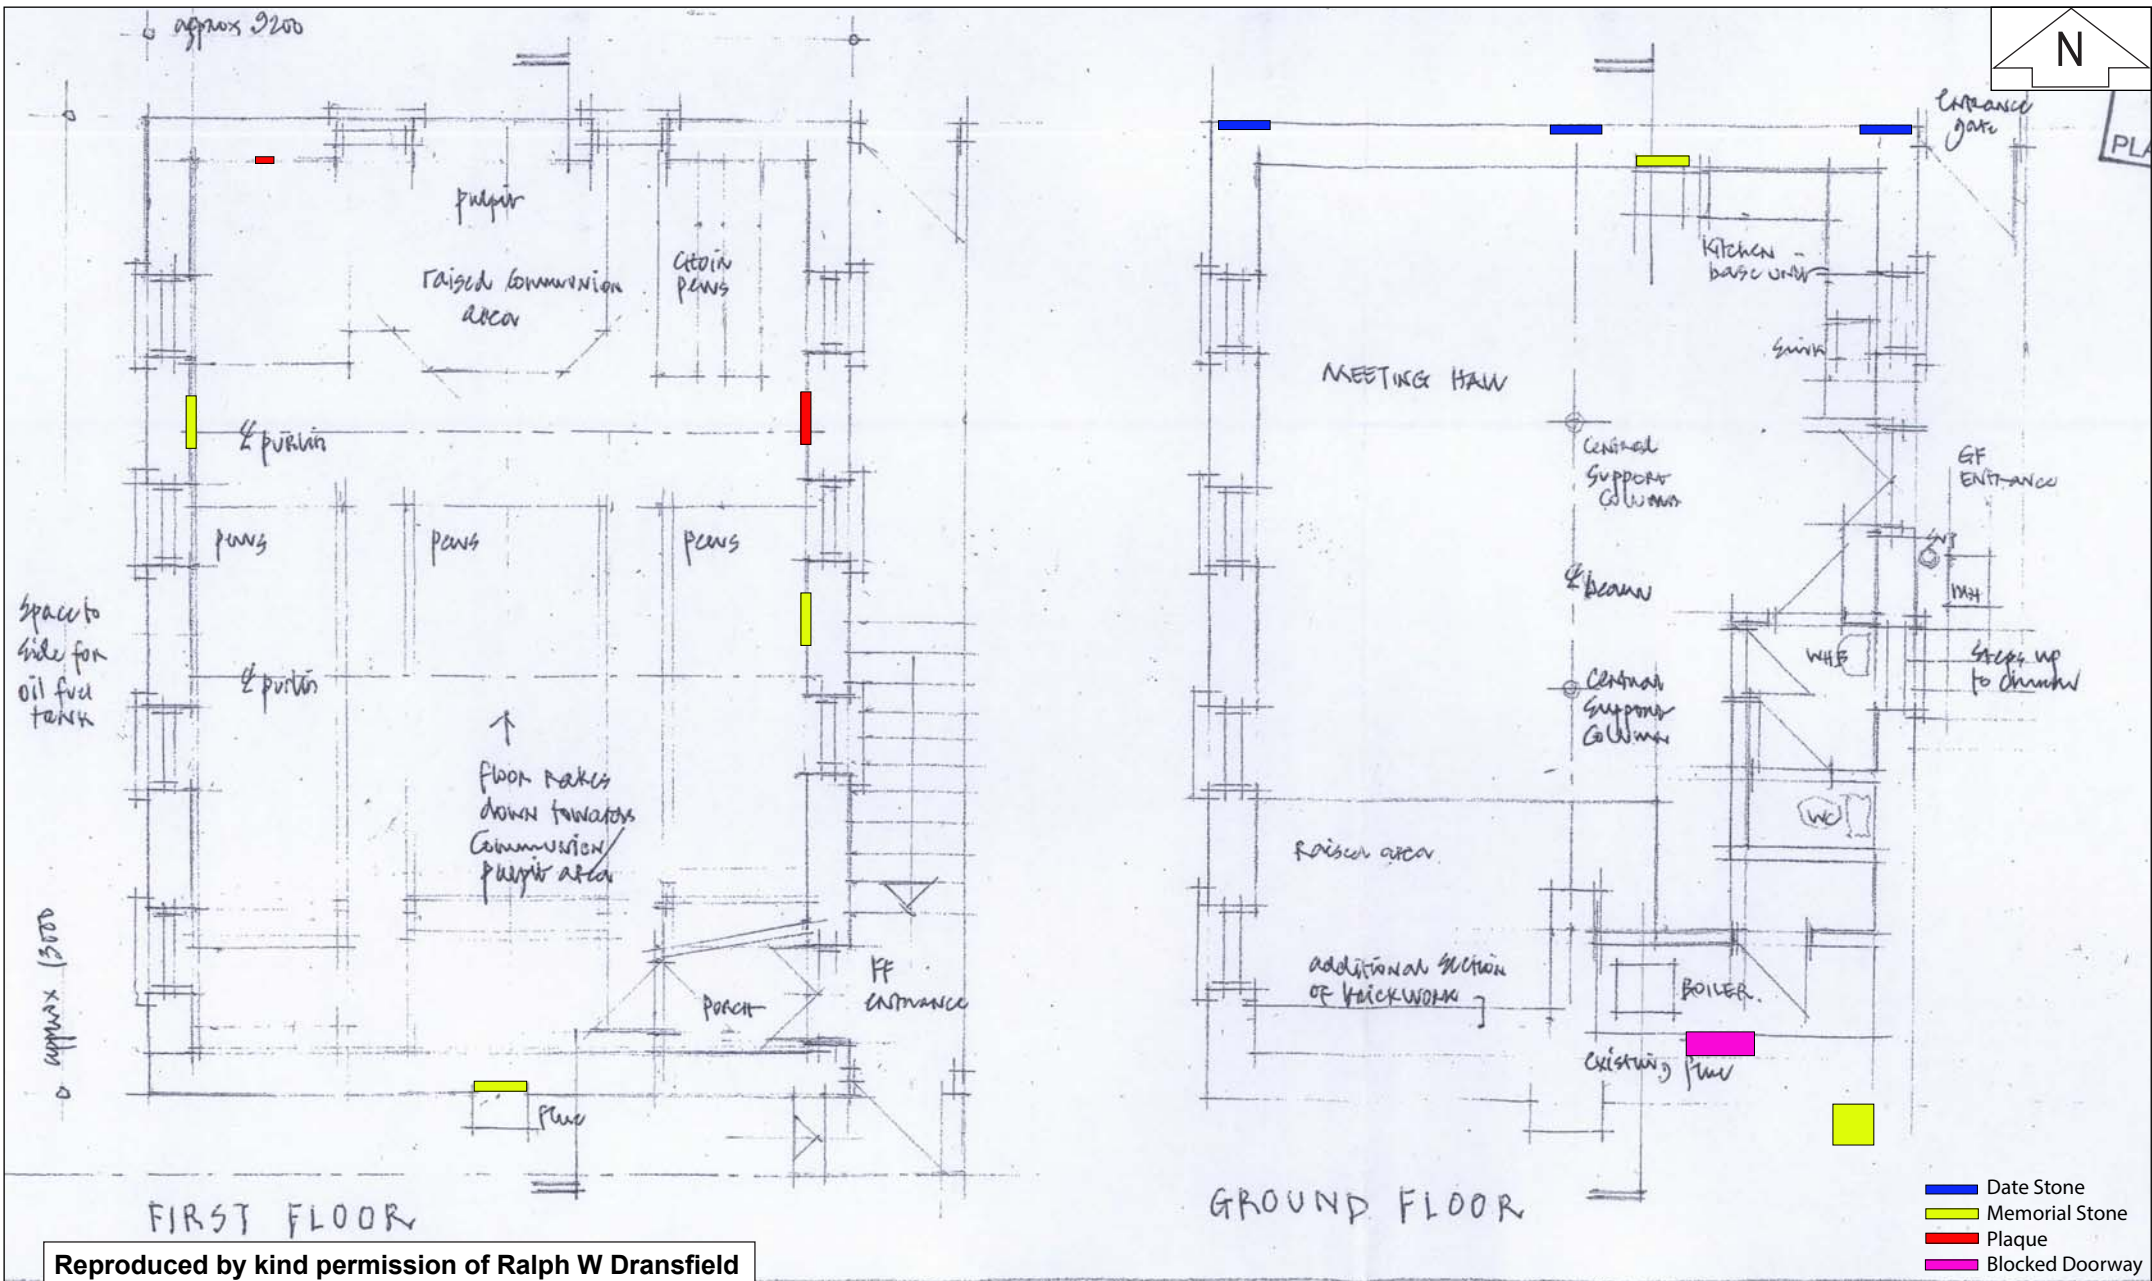 approx 9200
pulpit
raised communion
area
choir
pews
℄ purlin
pews
pews
pews
Space to
side for
oil fuel
tank
℄ purlin
floor rakes
down towards
communion/
pulpit area
approx 13000
FF
entrance
PORCH
flue
FIRST FLOOR
Reproduced by kind permission of Ralph W Dransfield
N
entrance
gate
PLA
Kitchen
base unit
sink
MEETING HALL
central
support
column
GF
ENTRANCE
SVP
MH
℄ beam
WHB
steps up
to church
central
support
column
WC
Raised area
additional section
of brickwork
BOILER
existing flue
GROUND FLOOR
Date Stone
Memorial Stone
Plaque
Blocked Doorway